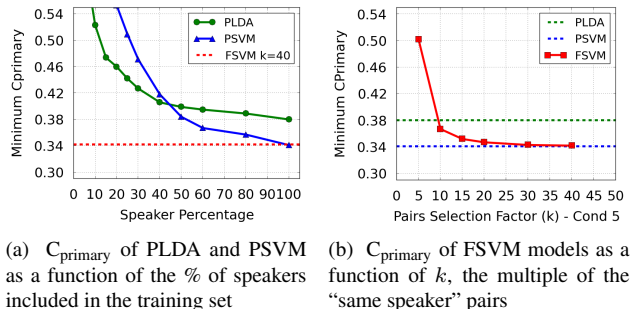 0.54
0.50
0.46
0.42
0.38
0.34
0.30
Minimum Cprimary
PLDA
PSVM
FSVM k=40
0 10 20 30 40 50 60 70 80 90 100
Speaker Percentage
(a) Cprimary of PLDA and PSVM
as a function of the % of speakers
included in the training set
0.54
0.50
0.46
0.42
0.38
0.34
0.30
Minimum CPrimary
PLDA
PSVM
FSVM
0 5 10 15 20 25 30 35 40 45 50
Pairs Selection Factor (k) - Cond 5
(b) Cprimary of FSVM models as a
function of k, the multiple of the
“same speaker” pairs